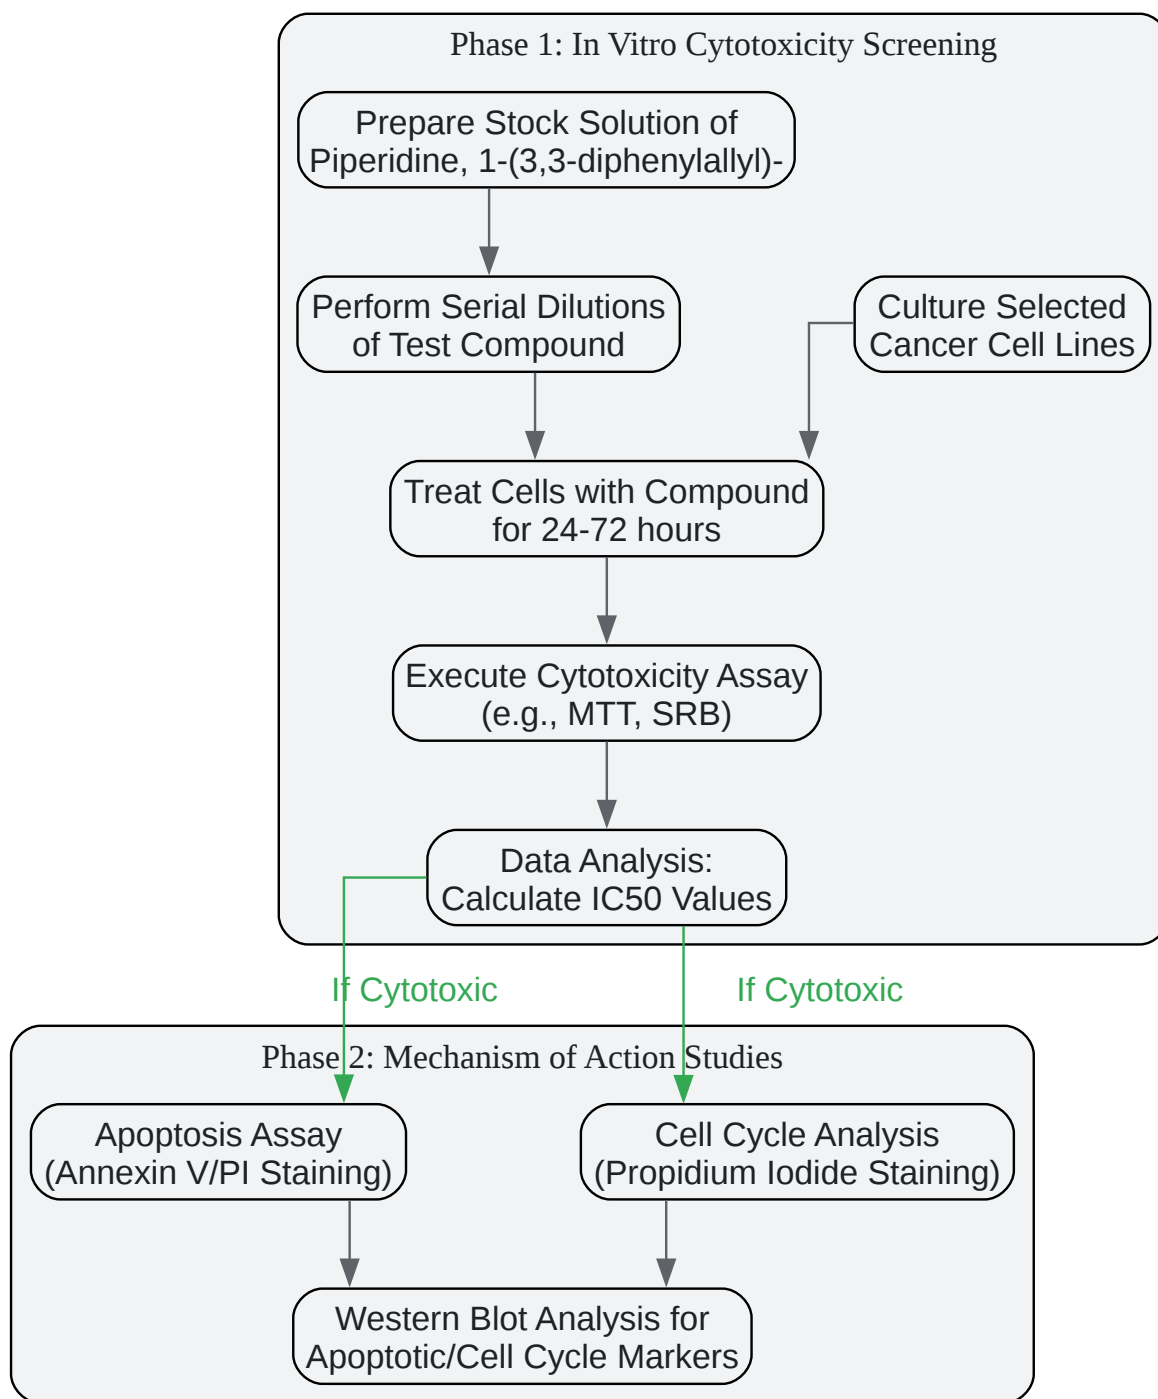 Phase 1: In Vitro Cytotoxicity Screening
Prepare Stock Solution of
Piperidine, 1-(3,3-diphenylallyl)-
Perform Serial Dilutions
of Test Compound
Culture Selected
Cancer Cell Lines
Treat Cells with Compound
for 24-72 hours
Execute Cytotoxicity Assay
(e.g., MTT, SRB)
Data Analysis:
Calculate IC50 Values
If Cytotoxic
If Cytotoxic
Phase 2: Mechanism of Action Studies
Apoptosis Assay
(Annexin V/PI Staining)
Cell Cycle Analysis
(Propidium Iodide Staining)
Western Blot Analysis for
Apoptotic/Cell Cycle Markers